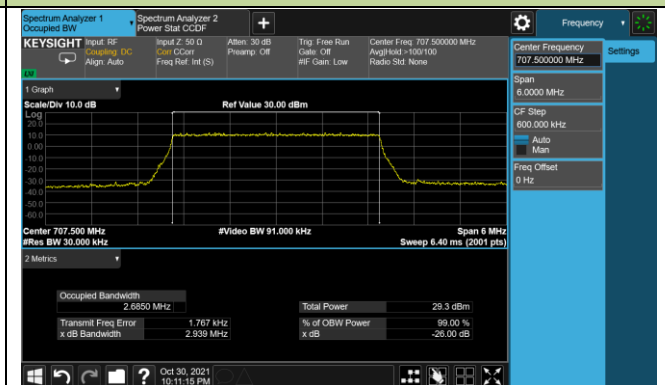 Spectrum Analyzer 1
Occupied BW
Spectrum Analyzer 2
Power Stat CCDF
Frequency
KEYSIGHT
Input: RF
Coupling: DC
Align: Auto
Input Z: 50 Ω
Corr CCorr
Freq Ref: Int (S)
Atten: 30 dB
Preamp: Off
Trig: Free Run
Gate: Off
#IF Gain: Low
Center Freq: 707.500000 MHz
Avg|Hold:>100/100
Radio Std: None
Center Frequency
707.500000 MHz
Settings
Span
6.0000 MHz
CF Step
600.000 kHz
Auto
Man
Freq Offset
0 Hz
1 Graph
Scale/Div 10.0 dB
Ref Value 30.00 dBm
Log
20.0
10.0
0.00
-10.0
-20.0
-30.0
-40.0
-50.0
-60.0
Center 707.500 MHz
#Video BW 91.000 kHz
Span 6 MHz
#Res BW 30.000 kHz
Sweep 6.40 ms (2001 pts)
2 Metrics
Occupied Bandwidth
2.6850 MHz
Total Power
29.3 dBm
Transmit Freq Error
1.767 kHz
% of OBW Power
99.00 %
x dB Bandwidth
2.939 MHz
x dB
-26.00 dB
Oct 30, 2021
10:11:15 PM